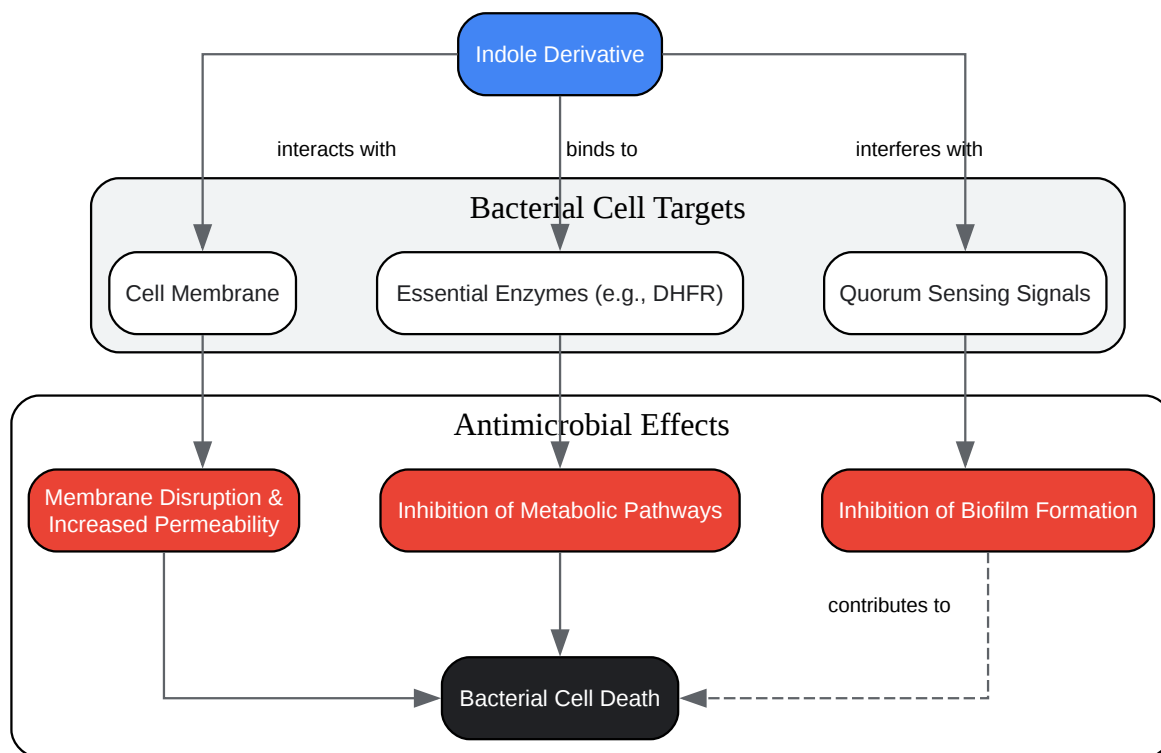 Indole Derivative
interacts with
binds to
interferes with
Bacterial Cell Targets
Cell Membrane
Essential Enzymes (e.g., DHFR)
Quorum Sensing Signals
Antimicrobial Effects
Membrane Disruption &
Increased Permeability
Inhibition of Metabolic Pathways
Inhibition of Biofilm Formation
contributes to
Bacterial Cell Death